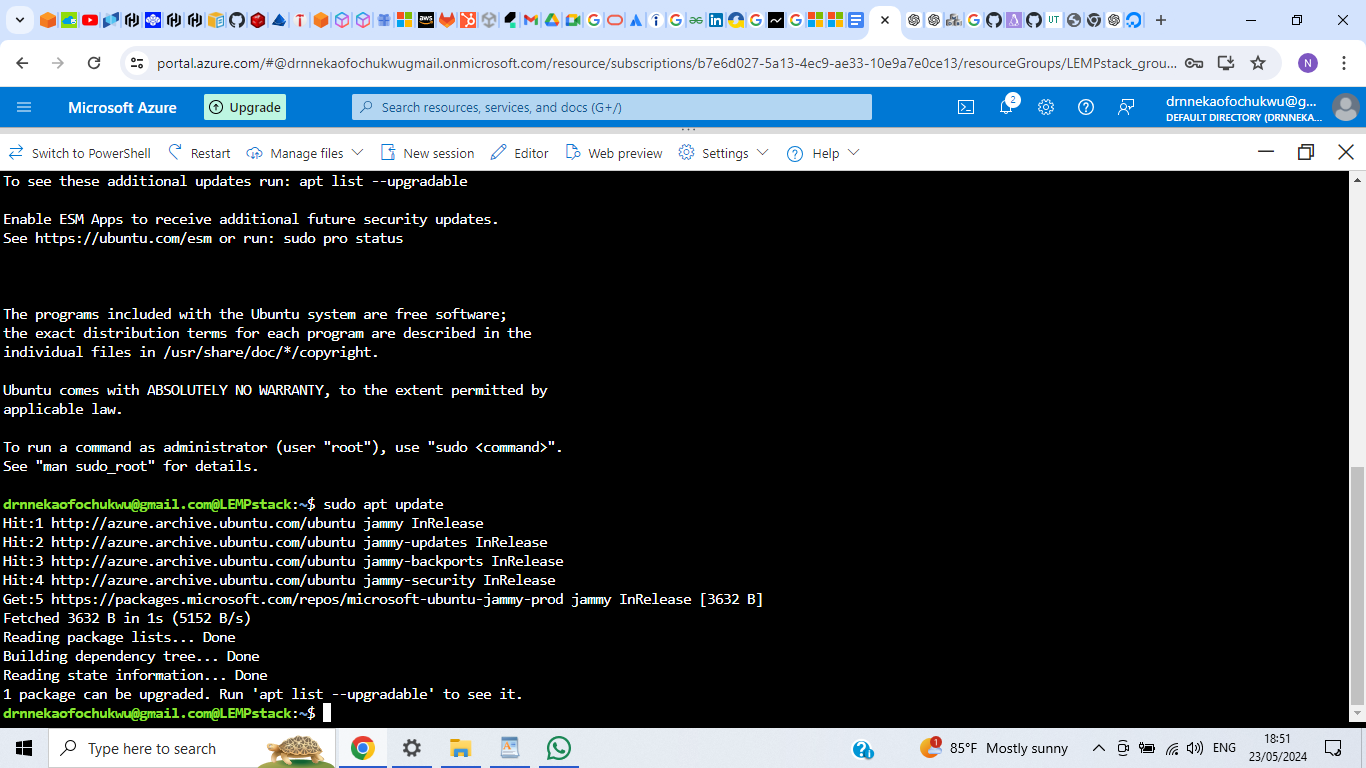 portal.azure.com/#@drnnekaofochukwugmail.onmicrosoft.com/resource/subscriptions/b7e6d027-5a13-4ec9-ae33-10e9a7e0ce13/resourceGroups/LEMPstack_grou...
N
Microsoft Azure
Upgrade
Search resources, services, and docs (G+/)
2
drnnekaofochukwu@g...
DEFAULT DIRECTORY (DRNNEKA...
Switch to PowerShell
Restart
Manage files
New session
Editor
Web preview
Settings
Help
To see these additional updates run: apt list --upgradable
Enable ESM Apps to receive additional future security updates.
See https://ubuntu.com/esm or run: sudo pro status
The programs included with the Ubuntu system are free software;
the exact distribution terms for each program are described in the
individual files in /usr/share/doc/*/copyright.
Ubuntu comes with ABSOLUTELY NO WARRANTY, to the extent permitted by
applicable law.
To run a command as administrator (user "root"), use "sudo <command>".
See "man sudo_root" for details.
drnnekaofochukwu@gmail.com@LEMPstack:~$ sudo apt update
Hit:1 http://azure.archive.ubuntu.com/ubuntu jammy InRelease
Hit:2 http://azure.archive.ubuntu.com/ubuntu jammy-updates InRelease
Hit:3 http://azure.archive.ubuntu.com/ubuntu jammy-backports InRelease
Hit:4 http://azure.archive.ubuntu.com/ubuntu jammy-security InRelease
Get:5 https://packages.microsoft.com/repos/microsoft-ubuntu-jammy-prod jammy InRelease [3632 B]
Fetched 3632 B in 1s (5152 B/s)
Reading package lists... Done
Building dependency tree... Done
Reading state information... Done
1 package can be upgraded. Run 'apt list --upgradable' to see it.
drnnekaofochukwu@gmail.com@LEMPstack:~$
Type here to search
1
85°F Mostly sunny
ENG
18:51
23/05/2024